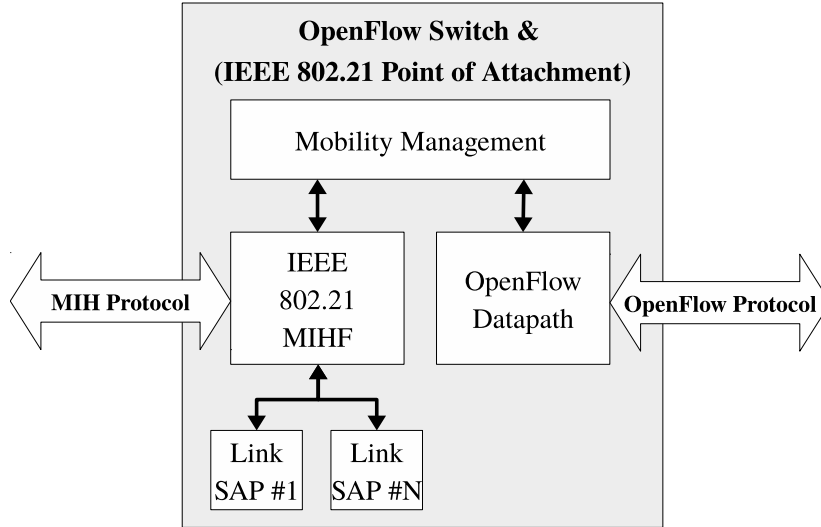 OpenFlow Switch &
(IEEE 802.21 Point of Attachment)
Mobility Management
IEEE
802.21
MIHF
OpenFlow
Datapath
MIH Protocol
OpenFlow Protocol
Link
SAP #1
Link
SAP #N